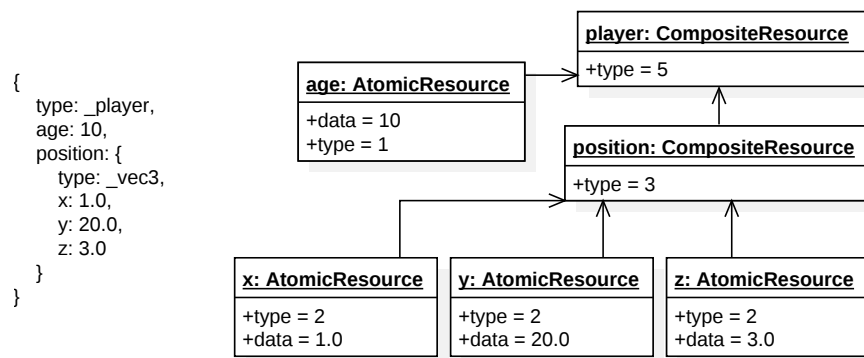 {
type: _player,
age: 10,
position: {
type: _vec3,
x: 1.0,
y: 20.0,
z: 3.0
}
}
player: CompositeResource
+type = 5
age: AtomicResource
+data = 10
+type = 1
position: CompositeResource
+type = 3
x: AtomicResource
+type = 2
+data = 1.0
y: AtomicResource
+type = 2
+data = 20.0
z: AtomicResource
+type = 2
+data = 3.0